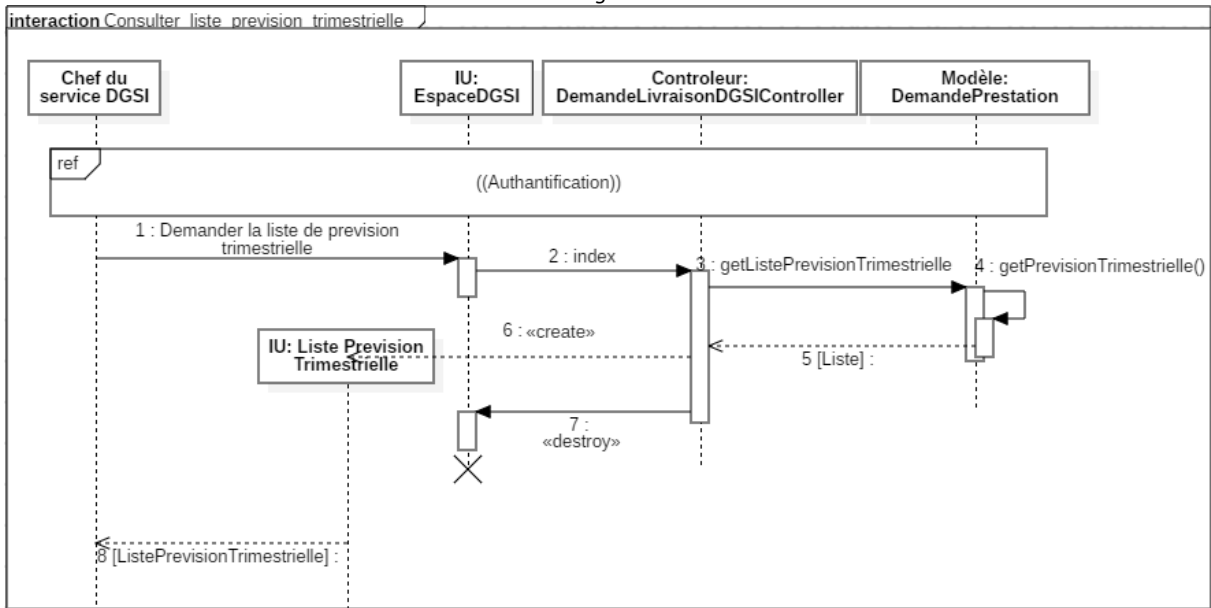 interaction Consulter_liste_prevision_trimestrielle
Chef du
service DGSI
IU:
EspaceDGSI
Controleur:
DemandeLivraisonDGSIController
Modèle:
DemandePrestation
ref
((Authantification))
1 : Demander la liste de prevision
trimestrielle
2 : index
3 : getListePrevisionTrimestrielle
4 : getPrevisionTrimestrielle()
6 : «create»
IU: Liste Prevision
Trimestrielle
5 [Liste] :
7 :
«destroy»
8 [ListePrevisionTrimestrielle] :